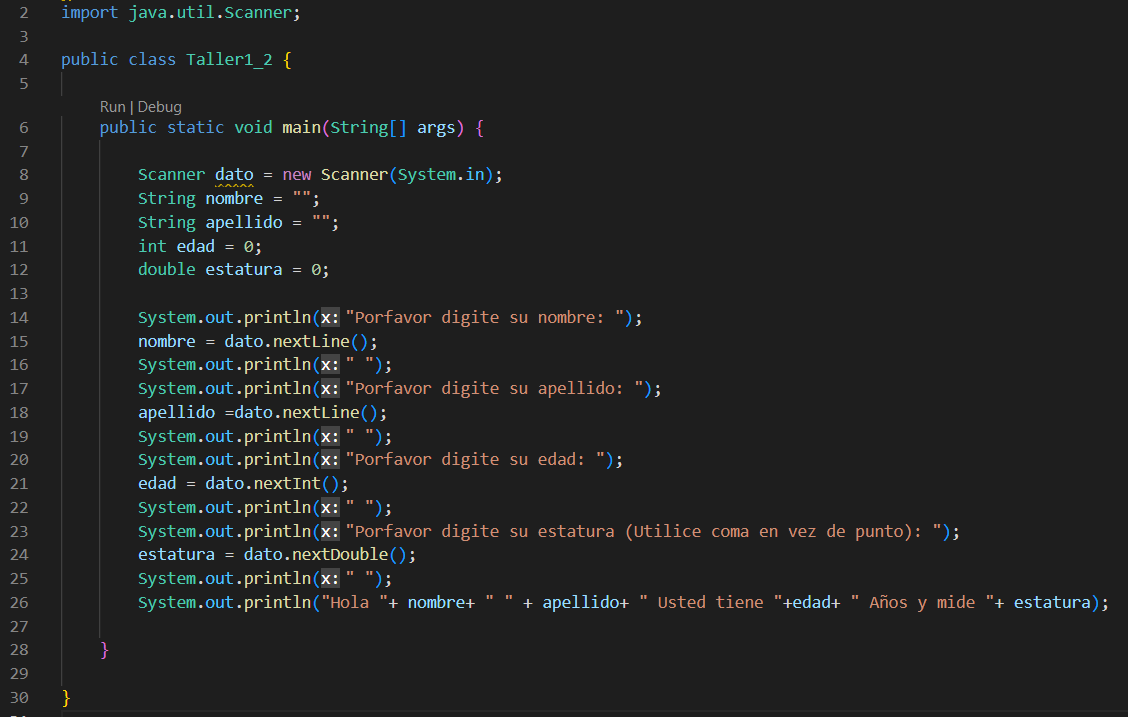 2 import java.util.Scanner;
3
4 public class Taller1_2 {
5
Run | Debug
6 public static void main(String[] args) {
7
8 Scanner dato = new Scanner(System.in);
9 String nombre = "";
10 String apellido = "";
11 int edad = 0;
12 double estatura = 0;
13
14 System.out.println(x: "Porfavor digite su nombre: ");
15 nombre = dato.nextLine();
16 System.out.println(x: " ");
17 System.out.println(x: "Porfavor digite su apellido: ");
18 apellido =dato.nextLine();
19 System.out.println(x: " ");
20 System.out.println(x: "Porfavor digite su edad: ");
21 edad = dato.nextInt();
22 System.out.println(x: " ");
23 System.out.println(x: "Porfavor digite su estatura (Utilice coma en vez de punto): ");
24 estatura = dato.nextDouble();
25 System.out.println(x: " ");
26 System.out.println("Hola "+ nombre+ " " + apellido+ " Usted tiene "+edad+ " Años y mide "+ estatura);
27
28 }
29
30 }